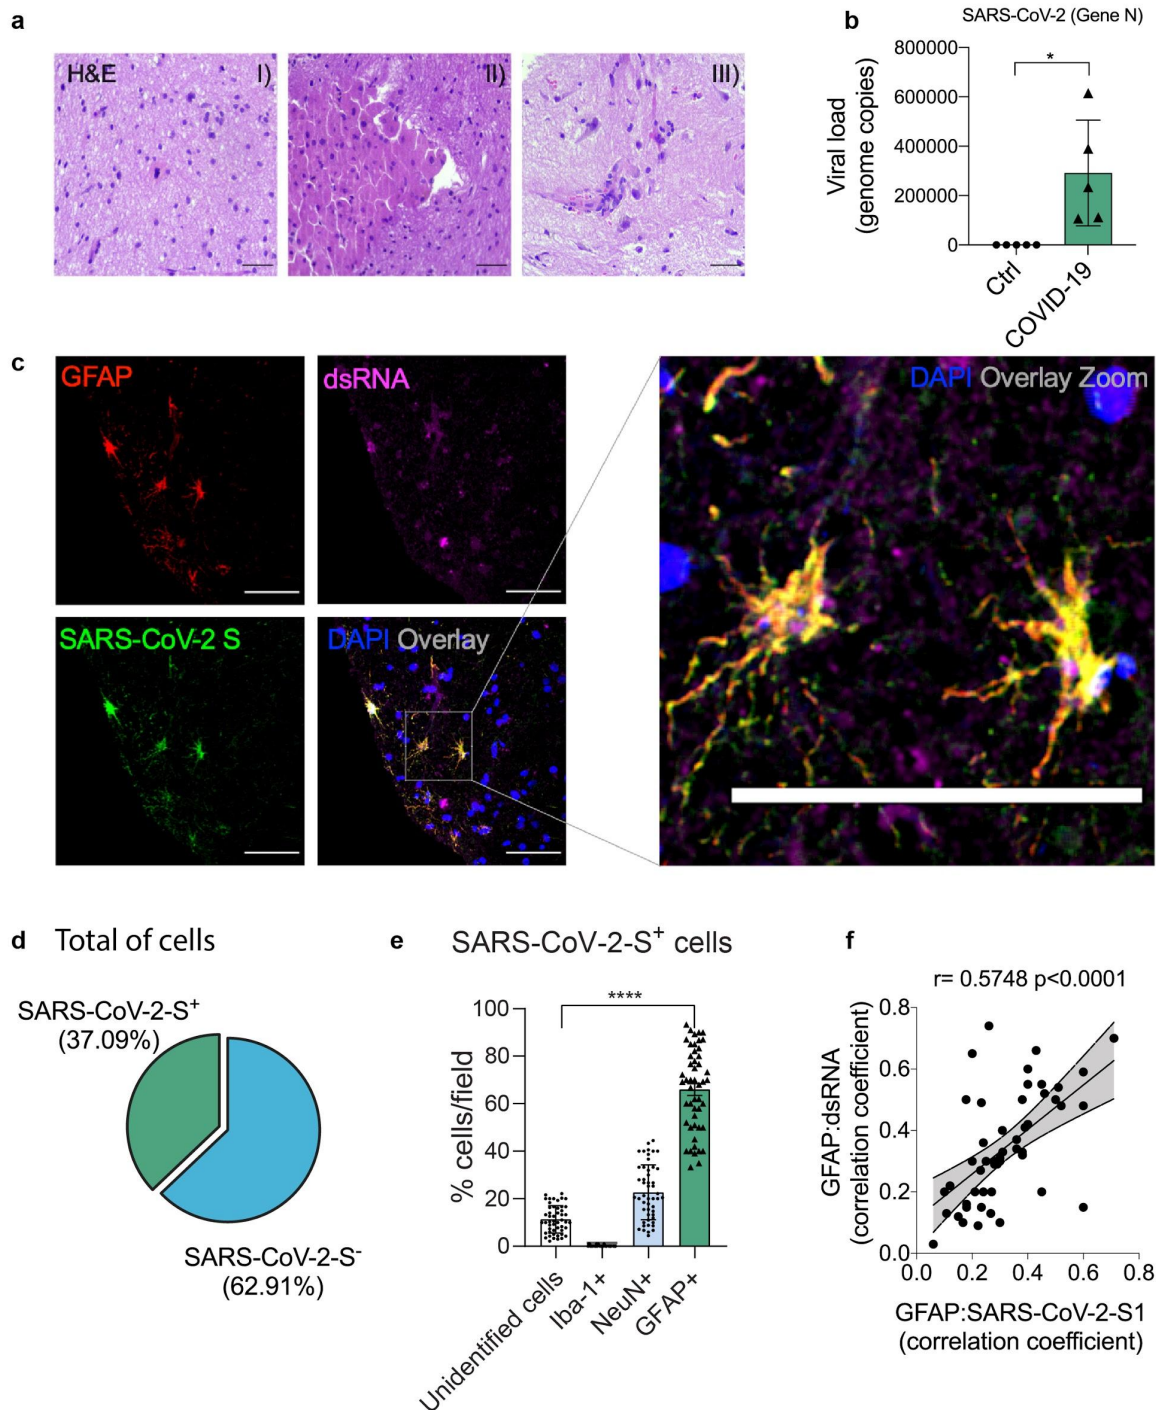 a
H&E
I)
II)
III)
b
SARS-CoV-2 (Gene N)
Viral load
(genome copies)
800000
600000
400000
200000
0
*
Ctrl
COVID-19
c
GFAP
dsRNA
SARS-CoV-2 S
DAPI Overlay
DAPI Overlay Zoom
d
Total of cells
SARS-CoV-2-S+
(37.09%)
SARS-CoV-2-S-
(62.91%)
e
SARS-CoV-2-S+ cells
****
% cells/field
100
80
60
40
20
0
Unidentified cells
Iba-1+
NeuN+
GFAP+
f
r= 0.5748 p<0.0001
GFAP:dsRNA
(correlation coefficient)
0.8
0.6
0.4
0.2
0.0
0.0 0.2 0.4 0.6 0.8
GFAP:SARS-CoV-2-S1
(correlation coefficient)